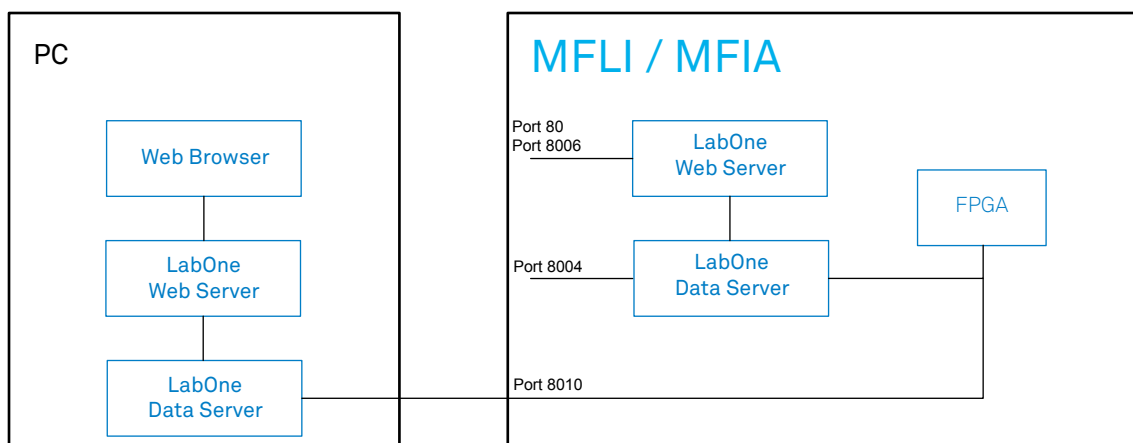 PC
Web Browser
LabOne
Web Server
LabOne
Data Server
MFLI / MFIA
Port 80
Port 8006
LabOne
Web Server
FPGA
Port 8004
LabOne
Data Server
Port 8010